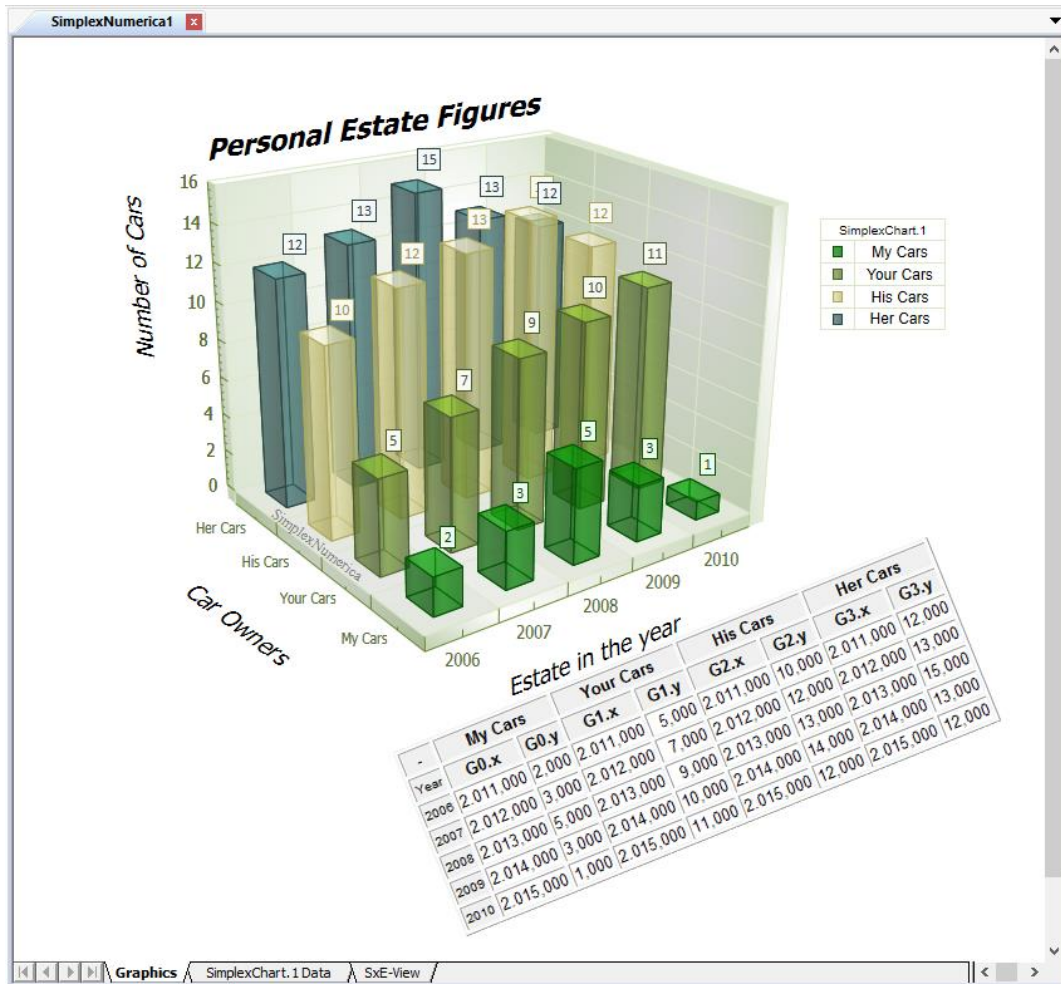 SimplexNumerica1
Personal Estate Figures
Number of Cars
16
14
12
10
8
6
4
2
0
12
13
15
13
12
10
12
13
12
5
7
9
10
11
2
3
5
3
1
SimplexChart.1
My Cars
Your Cars
His Cars
Her Cars
SimplexNumerica
Her Cars
His Cars
Your Cars
My Cars
Car Owners
2006
2007
2008
2009
2010
Estate in the year
- My Cars Your Cars His Cars Her Cars
Year G0.x G0.y G1.x G1.y G2.x G2.y G3.x G3.y
2006 2.011,000 2,000 2.011,000 5,000 2.011,000 10,000 2.011,000 12,000
2007 2.012,000 3,000 2.012,000 7,000 2.012,000 12,000 2.012,000 13,000
2008 2.013,000 5,000 2.013,000 9,000 2.013,000 13,000 2.013,000 15,000
2009 2.014,000 3,000 2.014,000 10,000 2.014,000 14,000 2.014,000 13,000
2010 2.015,000 1,000 2.015,000 11,000 2.015,000 12,000 2.015,000 12,000
Graphics SimplexChart.1 Data SxE-View